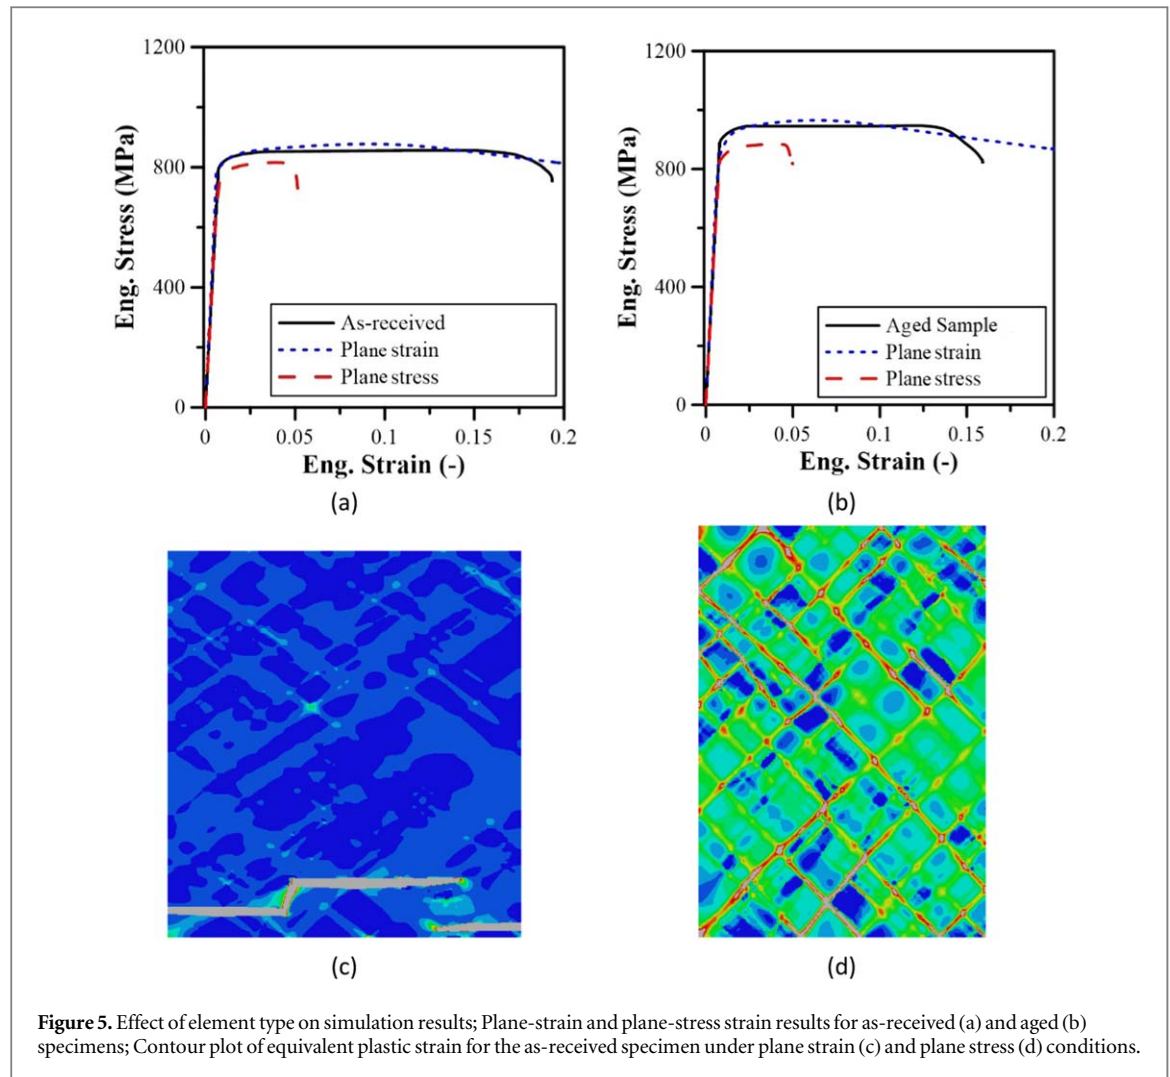 1200
800
400
0
Eng. Stress (MPa)
As-received
Plane strain
Plane stress
0 0.05 0.1 0.15 0.2
Eng. Strain (-)
(a)
1200
800
400
0
Eng. Stress (MPa)
Aged Sample
Plane strain
Plane stress
0 0.05 0.1 0.15 0.2
Eng. Strain (-)
(b)
(c)
(d)
Figure 5. Effect of element type on simulation results; Plane-strain and plane-stress strain results for as-received (a) and aged (b)
specimens; Contour plot of equivalent plastic strain for the as-received specimen under plane strain (c) and plane stress (d) conditions.